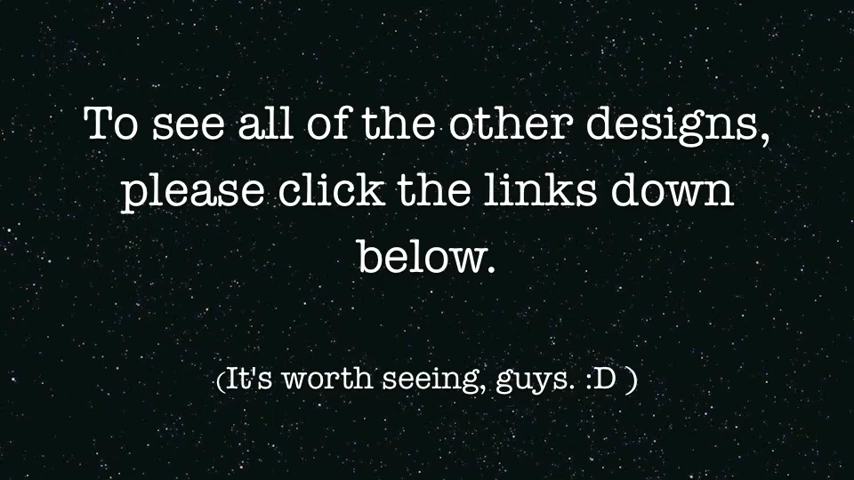 To see all of the other designs,
please click the links down
below.
(It's worth seeing, guys. :D )